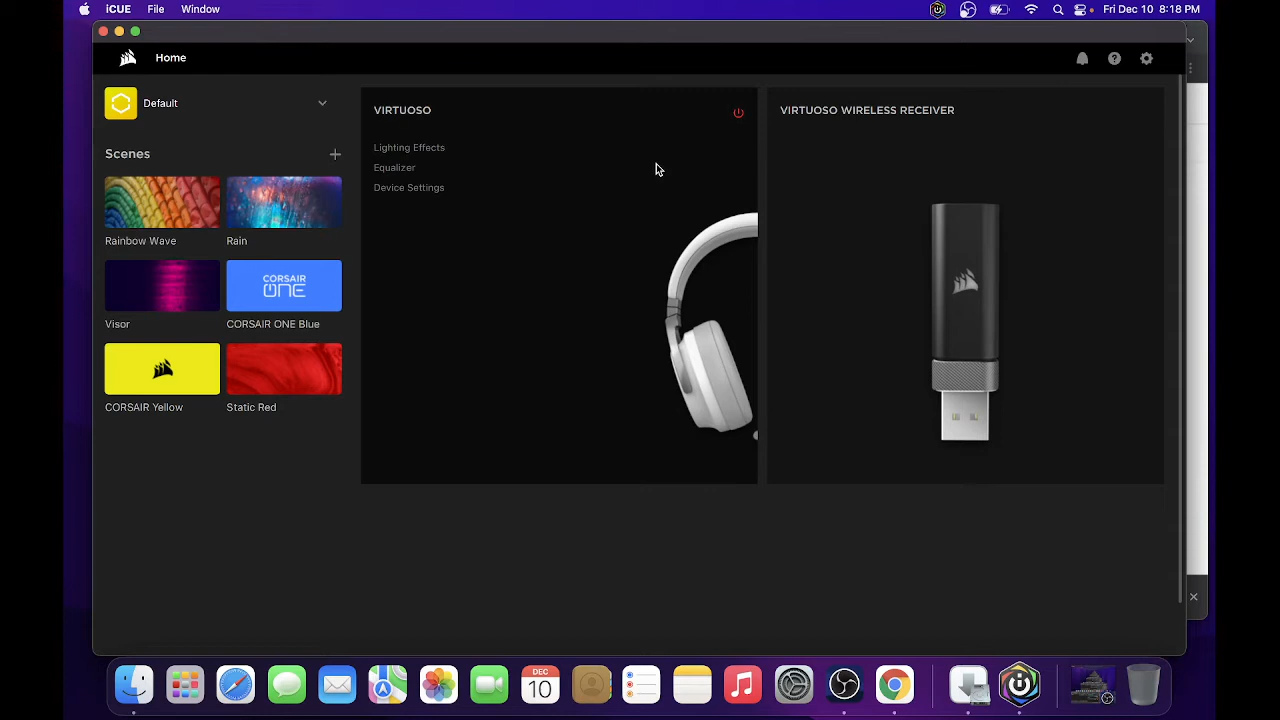 iCUE File Window Fri Dec 10 8:18 PM
Home
Default
Scenes
Rainbow Wave Rain
CORSAIR
ONE
Visor CORSAIR ONE Blue
CORSAIR Yellow Static Red
VIRTUOSO
Lighting Effects
Equalizer
Device Settings
VIRTUOSO WIRELESS RECEIVER
DEC
10